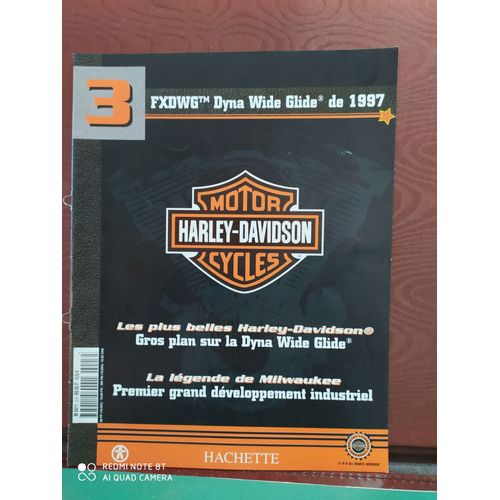 3
FXDWG™ Dyna Wide Glide® de 1997
MOTOR
HARLEY-DAVIDSON
CYCLES
Les plus belles Harley-Davidson®
Gros plan sur la Dyna Wide Glide®
La légende de Milwaukee
Premier grand développement industriel
HACHETTE
REDMI NOTE 8T
AI QUAD CAMERA